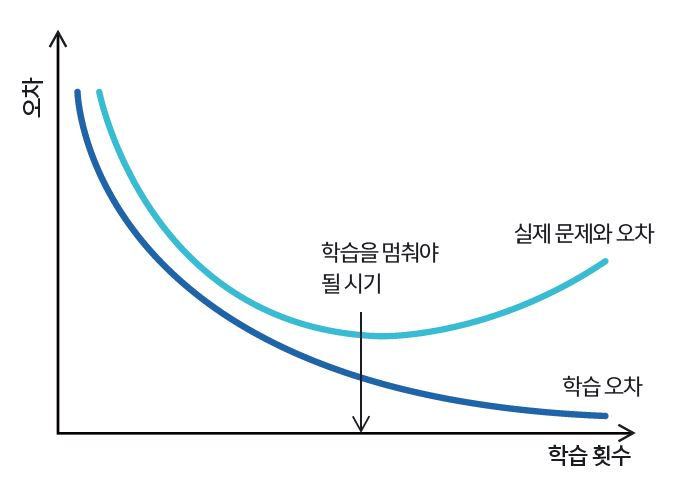 오차
실제 문제와 오차
학습을 멈춰야
될 시기
학습 오차
학습 횟수